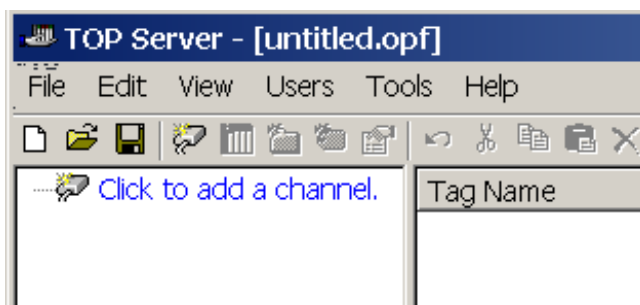 TOP Server - [untitled.opf]
File Edit View Users Tools Help
Click to add a channel. Tag Name